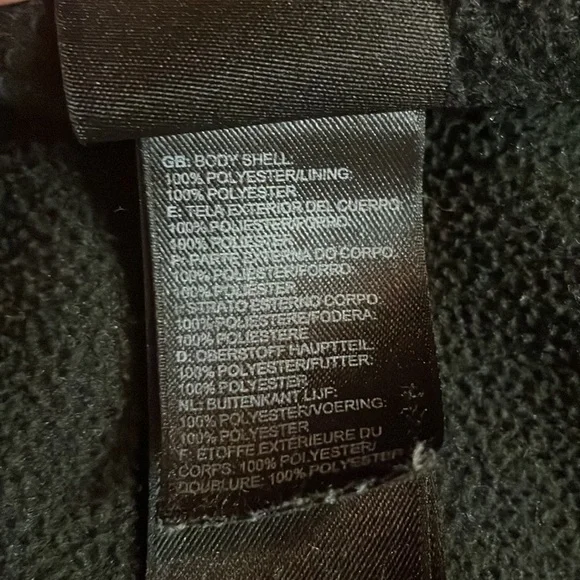 GB: BODY SHELL:
100% POLYESTER/LINING:
100% POLYESTER
E: TELA EXTERIOR DEL CUERPO:
100% POLIÉSTER/FORRO:
100% POLIÉSTER
P: PARTE EXTERNA DO CORPO:
100% POLIÉSTER/FORRO:
100% POLIÉSTER
I: STRATO ESTERNO CORPO:
100% POLIESTERE/FODERA:
100% POLIESTERE
D: OBERSTOFF HAUPTTEIL:
100% POLYESTER/FUTTER:
100% POLYESTER
NL: BUITENKANT LIJF:
100% POLYESTER/VOERING:
100% POLYESTER
F: ÉTOFFE EXTÉRIEURE DU
CORPS: 100% POLYESTER/
DOUBLURE: 100% POLYESTER